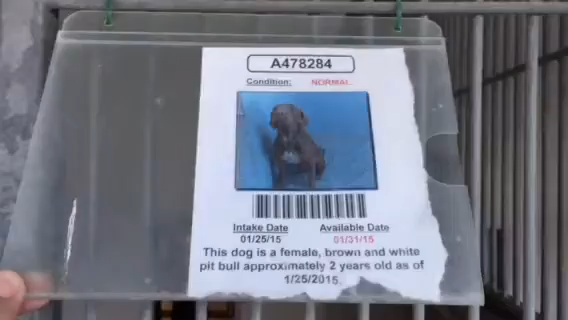 A478284
Condition: NORMAL
Intake Date Available Date
01/25/15 01/31/15
This dog is a female, brown and white
pit bull approximately 2 years old as of
1/25/2015.